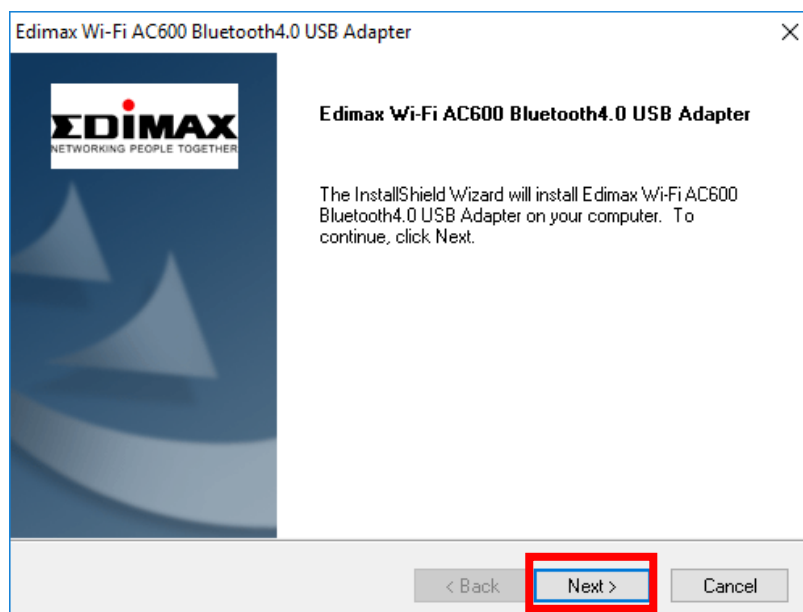 Edimax Wi-Fi AC600 Bluetooth4.0 USB Adapter
EDIMAX
NETWORKING PEOPLE TOGETHER
Edimax Wi-Fi AC600 Bluetooth4.0 USB Adapter
The InstallShield Wizard will install Edimax Wi-Fi AC600
Bluetooth4.0 USB Adapter on your computer. To
continue, click Next.
< Back
Next >
Cancel